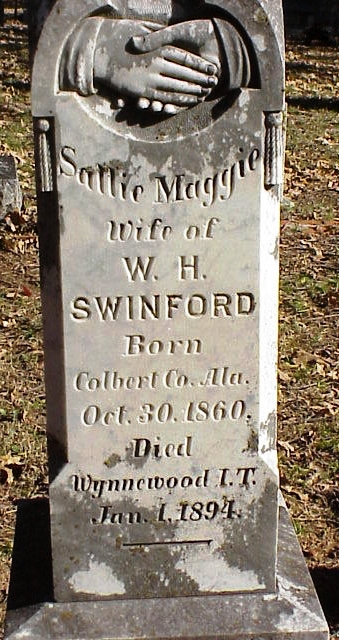 Sallie Maggie
Wife of
W. H.
SWINFORD
Born
Colbert Co. Ala.
Oct. 30. 1860.
Died
Wynnewood I.T.
Jan. 1. 1894.